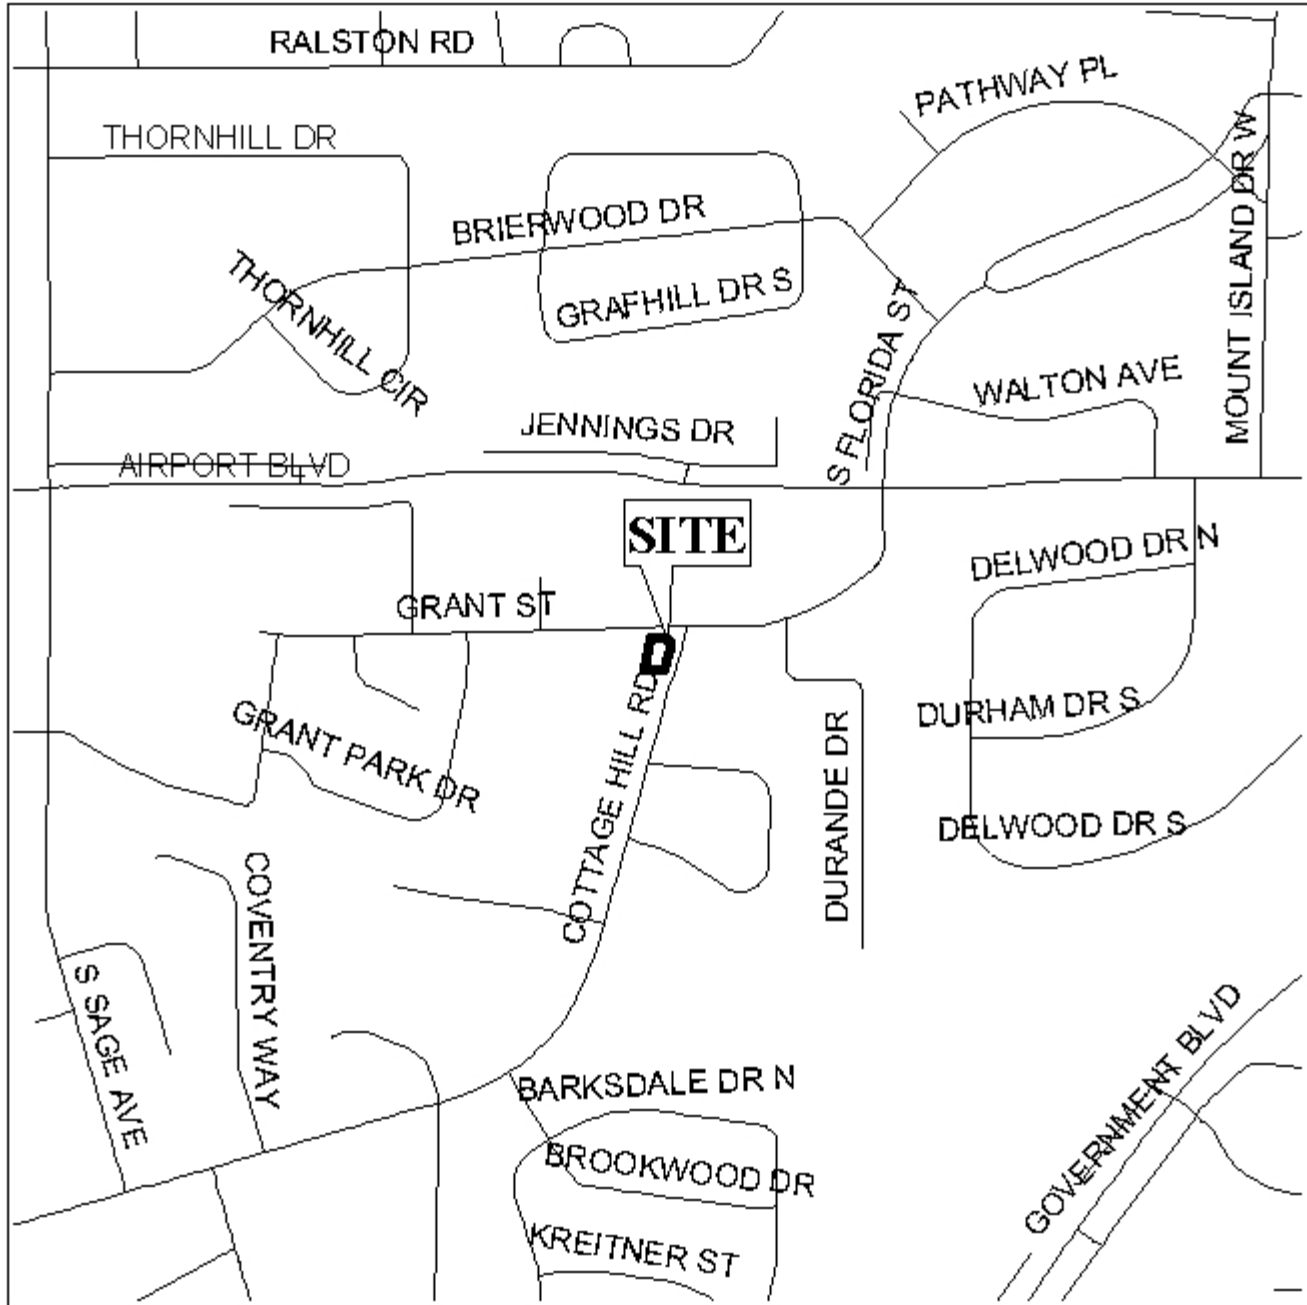 RALSTON RD
PATHWAY PL
THORNHILL DR
MOUNT ISLAND DR W
BRIERWOOD DR
THORNHILL CIR
GRAFHILL DR S
S FLORIDA ST
WALTON AVE
JENNINGS DR
AIRPORT BLVD
SITE
DELWOOD DR N
GRANT ST
COTTAGE HILL RD
GRANT PARK DR
DURHAM DR S
DURANDE DR
DELWOOD DR S
COVENTRY WAY
S SAGE AVE
GOVERNMENT BLVD
BARKSDALE DR N
BROOKWOOD DR
KREITNER ST